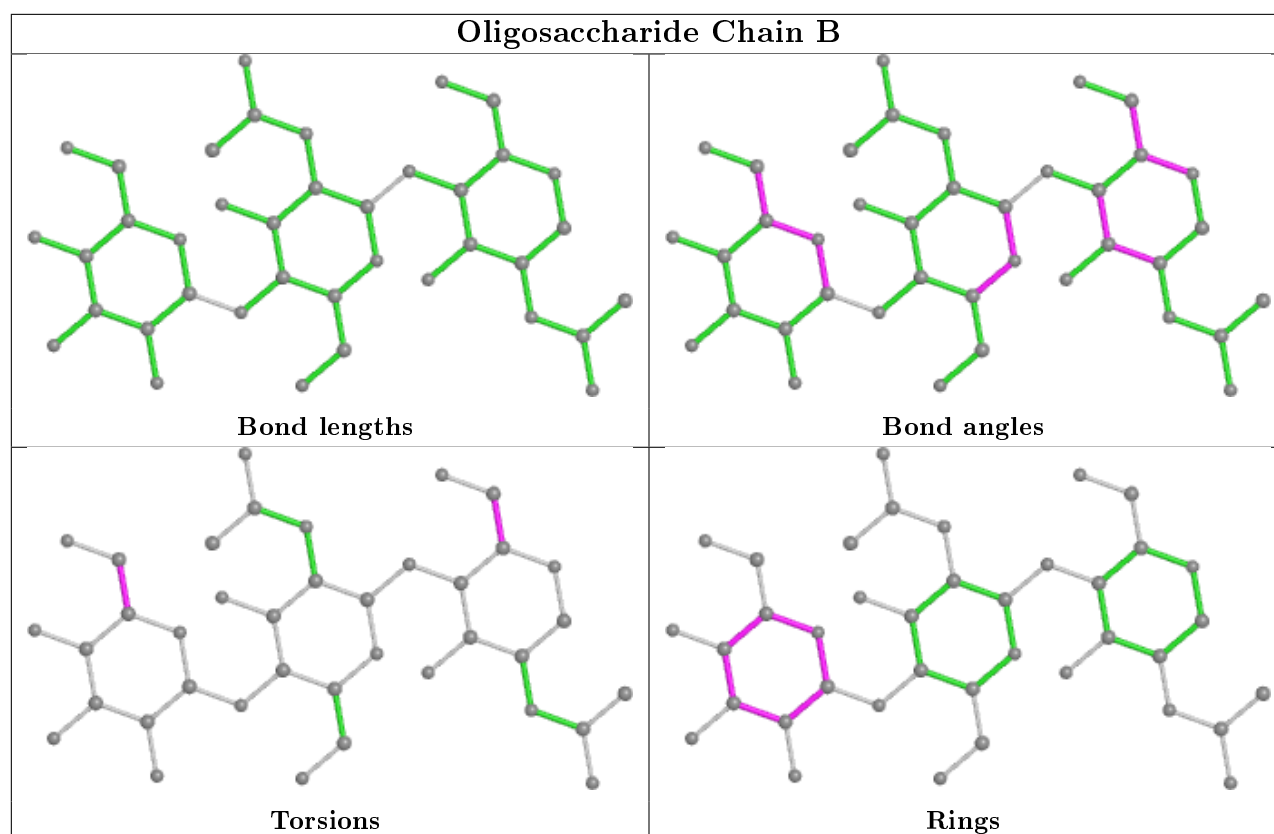 Oligosaccharide Chain B
Bond lengths
Bond angles
Torsions
Rings